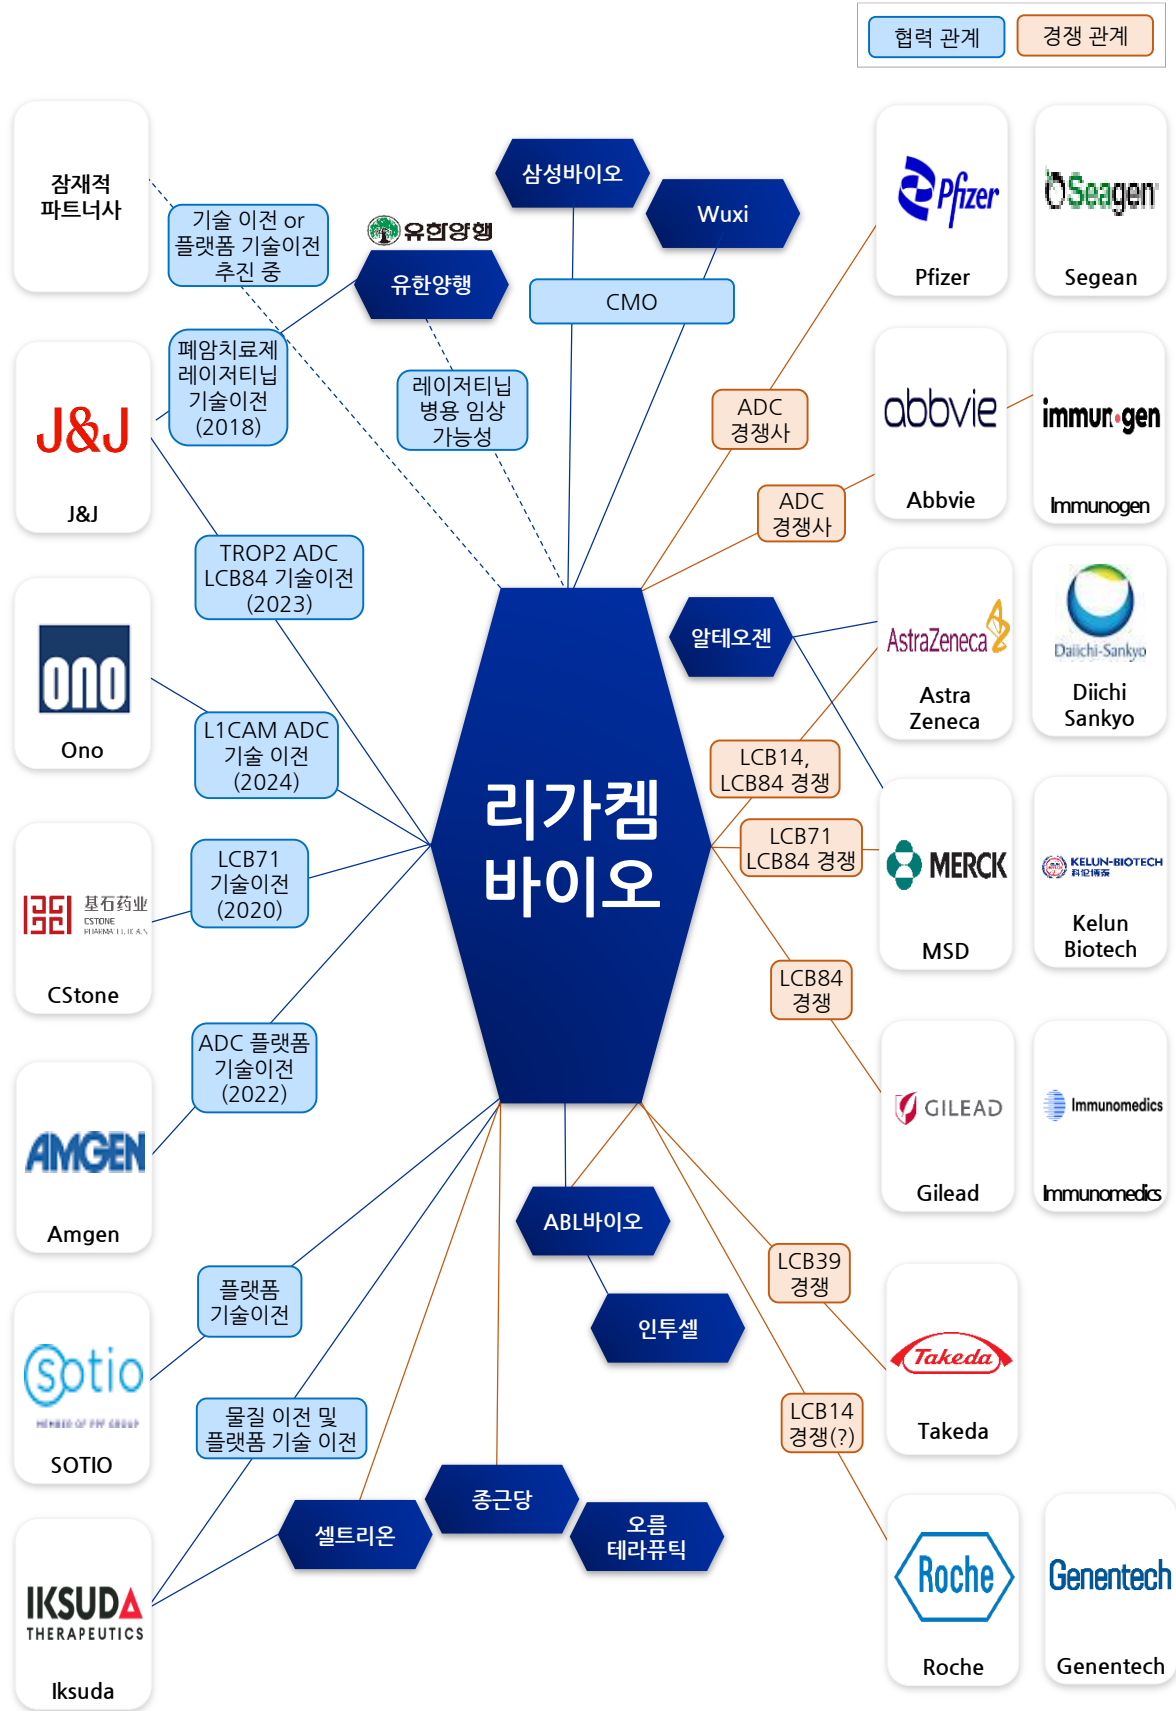 협력 관계
경쟁 관계
잠재적
파트너사
기술 이전 or
플랫폼 기술이전
추진 중
유한양행
유한양행
삼성바이오
Wuxi
CMO
Pfizer
Pfizer
Seagen
Segean
J&J
J&J
폐암치료제
레이저티닙
기술이전
(2018)
레이저티닙
병용 임상
가능성
ADC
경쟁사
abbvie
Abbvie
immun·gen
Immunogen
ADC
경쟁사
TROP2 ADC
LCB84 기술이전
(2023)
ono
Ono
L1CAM ADC
기술 이전
(2024)
알테오젠
AstraZeneca
Astra
Zeneca
Daiichi-Sankyo
Diichi
Sankyo
LCB14,
LCB84 경쟁
리가켐
바이오
基石药业
CSTONE
PHARMACEUTICALS
CStone
LCB71
기술이전
(2020)
LCB71
LCB84 경쟁
MERCK
MSD
KELUN-BIOTECH
科伦博泰
Kelun
Biotech
LCB84
경쟁
AMGEN
Amgen
ADC 플랫폼
기술이전
(2022)
GILEAD
Gilead
Immunomedics
Immunomedics
ABL바이오
인투셀
플랫폼
기술이전
sotio
MEMBER OF PPF GROUP
SOTIO
LCB39
경쟁
Takeda
Takeda
물질 이전 및
플랫폼 기술 이전
LCB14
경쟁(?)
종근당
셀트리온
오름
테라퓨틱
IKSUDA
THERAPEUTICS
Iksuda
Roche
Roche
Genentech
Genentech